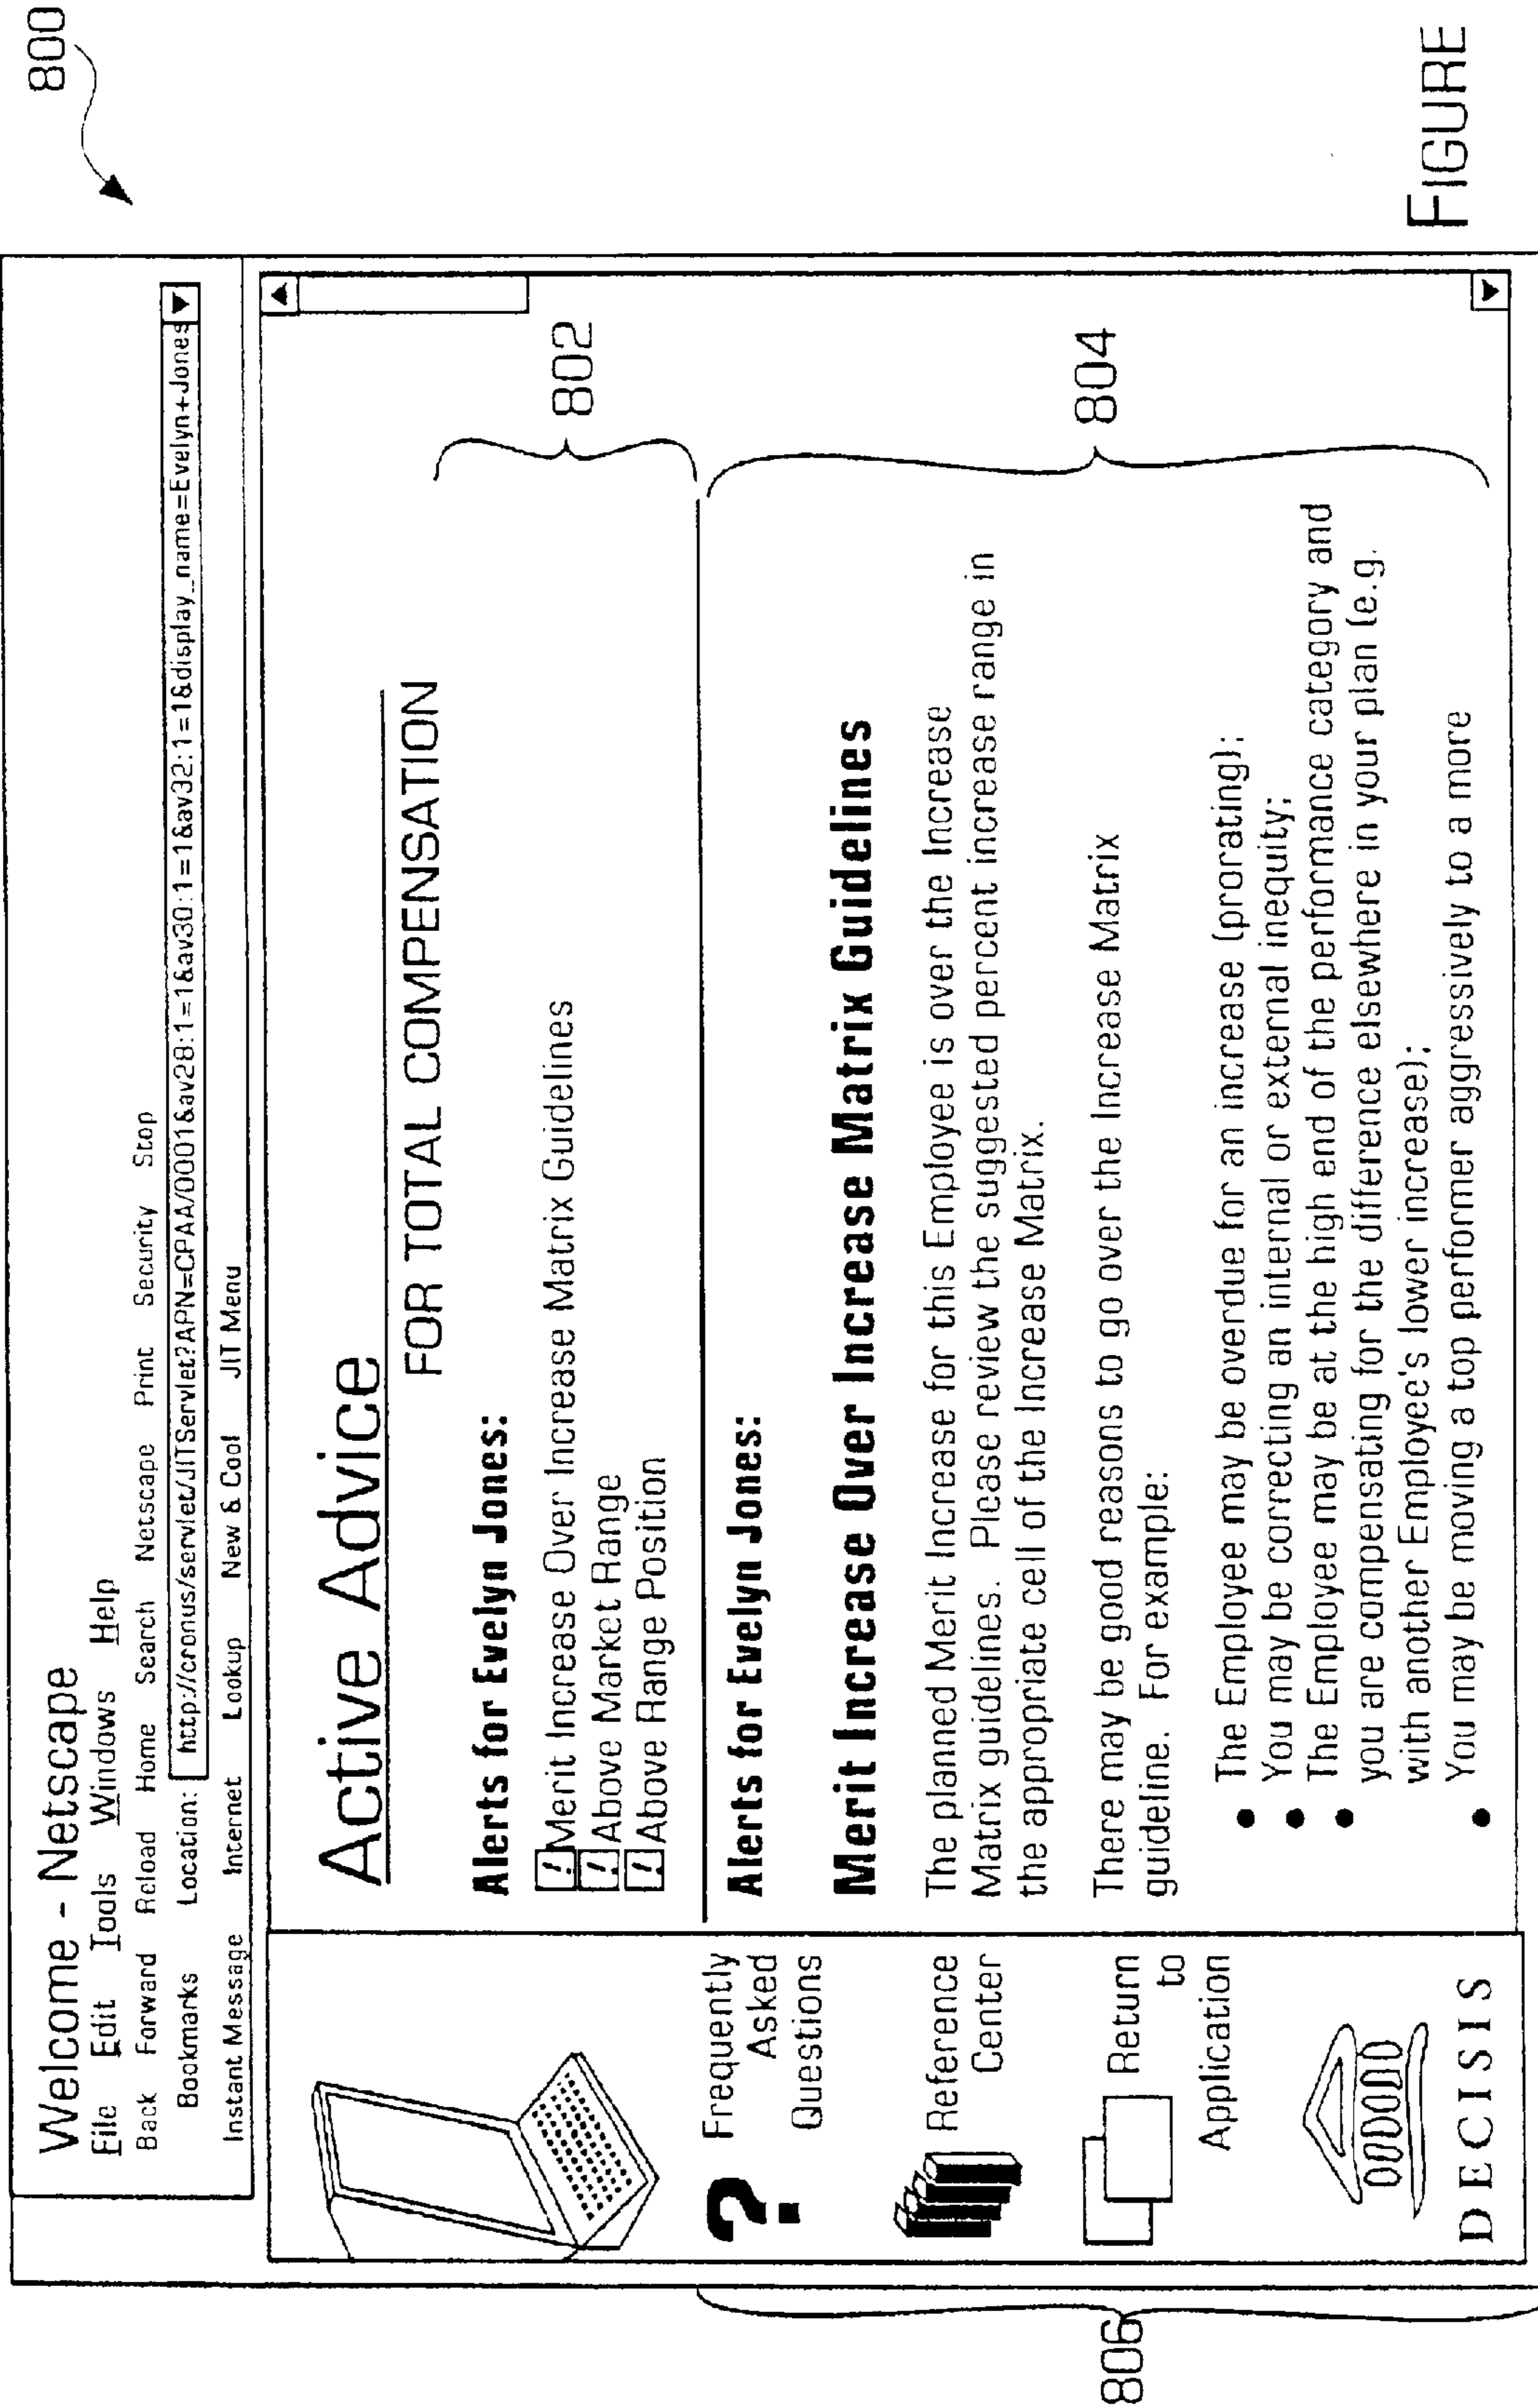 800
Welcome - Netscape
File Edit Tools Windows Help
Back Forward Reload Home Search Netscape Print Security Stop
Bookmarks Location: http://cronus/servlet/JITServlet?APN=CPAA/0001&av28:1=1&av30:1=1&av32:1=1&display_name=Evelyn+Jones
Instant Message Internet Lookup New & Cool JIT Menu
Active Advice
FOR TOTAL COMPENSATION
Alerts for Evelyn Jones:
! Merit Increase Over Increase Matrix Guidelines
! Above Market Range
! Above Range Position
802
? Frequently
Asked
Questions
Reference
Center
Return
to
Application
DECISIS
806
Alerts for Evelyn Jones:
Merit Increase Over Increase Matrix Guidelines
The planned Merit Increase for this Employee is over the Increase
Matrix guidelines. Please review the suggested percent increase range in
the appropriate cell of the Increase Matrix.
There may be good reasons to go over the Increase Matrix
guideline. For example:
• The Employee may be overdue for an increase (prorating);
• You may be correcting an internal or external inequity;
• The Employee may be at the high end of the performance category and
you are compensating for the difference elsewhere in your plan (e.g.
with another Employee's lower increase);
• You may be moving a top performer aggressively to a more
804
FIGURE